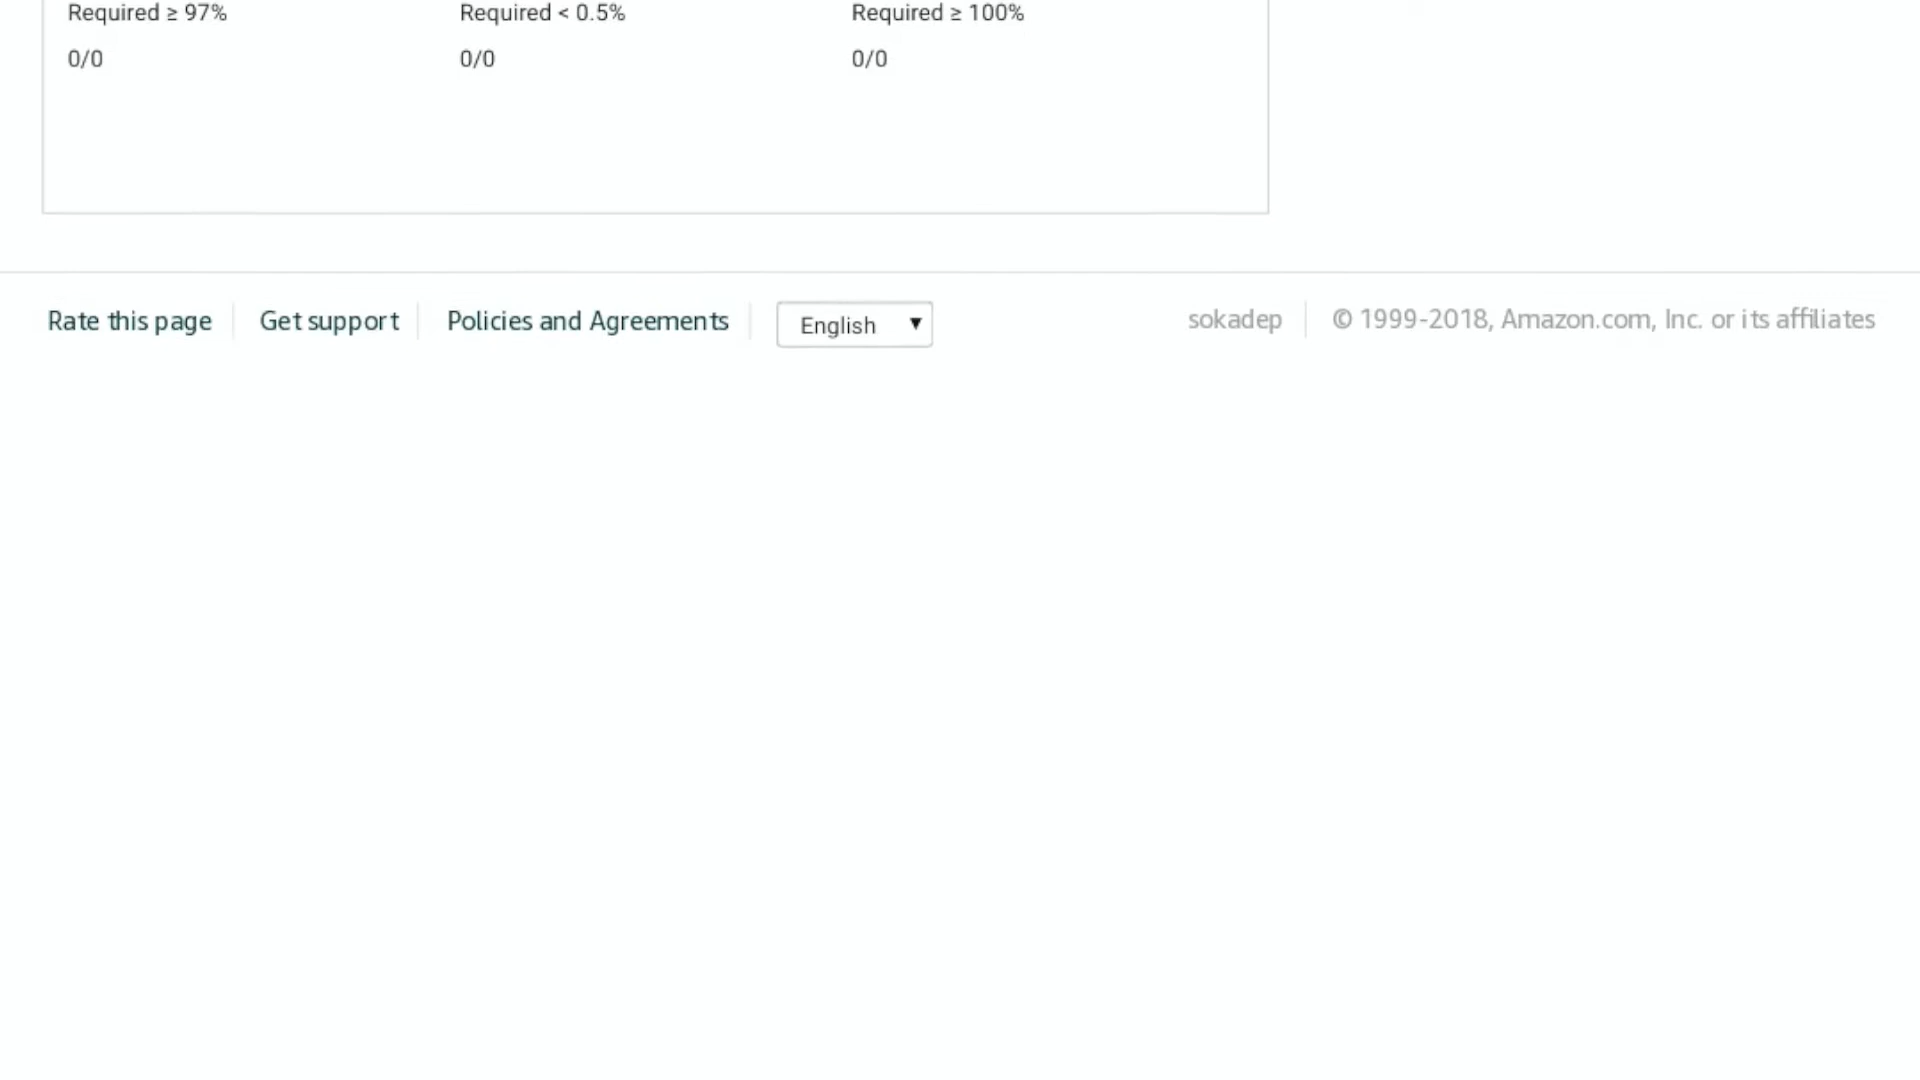 Required ≥ 97% Required < 0.5% Required ≥ 100%
0/0 0/0 0/0
Rate this page Get support Policies and Agreements English ▼ sokadep © 1999-2018, Amazon.com, Inc. or its affiliates